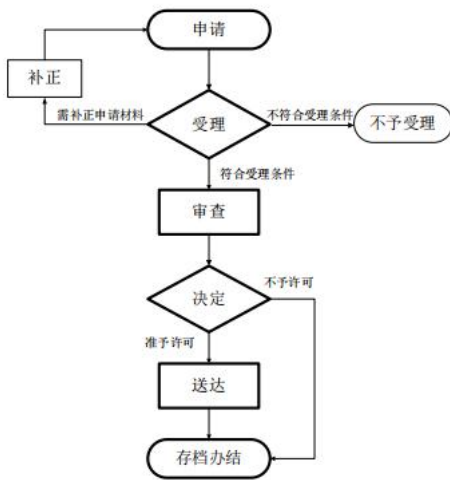 申请
补正
需补正申请材料
受理
不符合受理条件
不予受理
符合受理条件
审查
决定
不予许可
准予许可
送达
存档办结